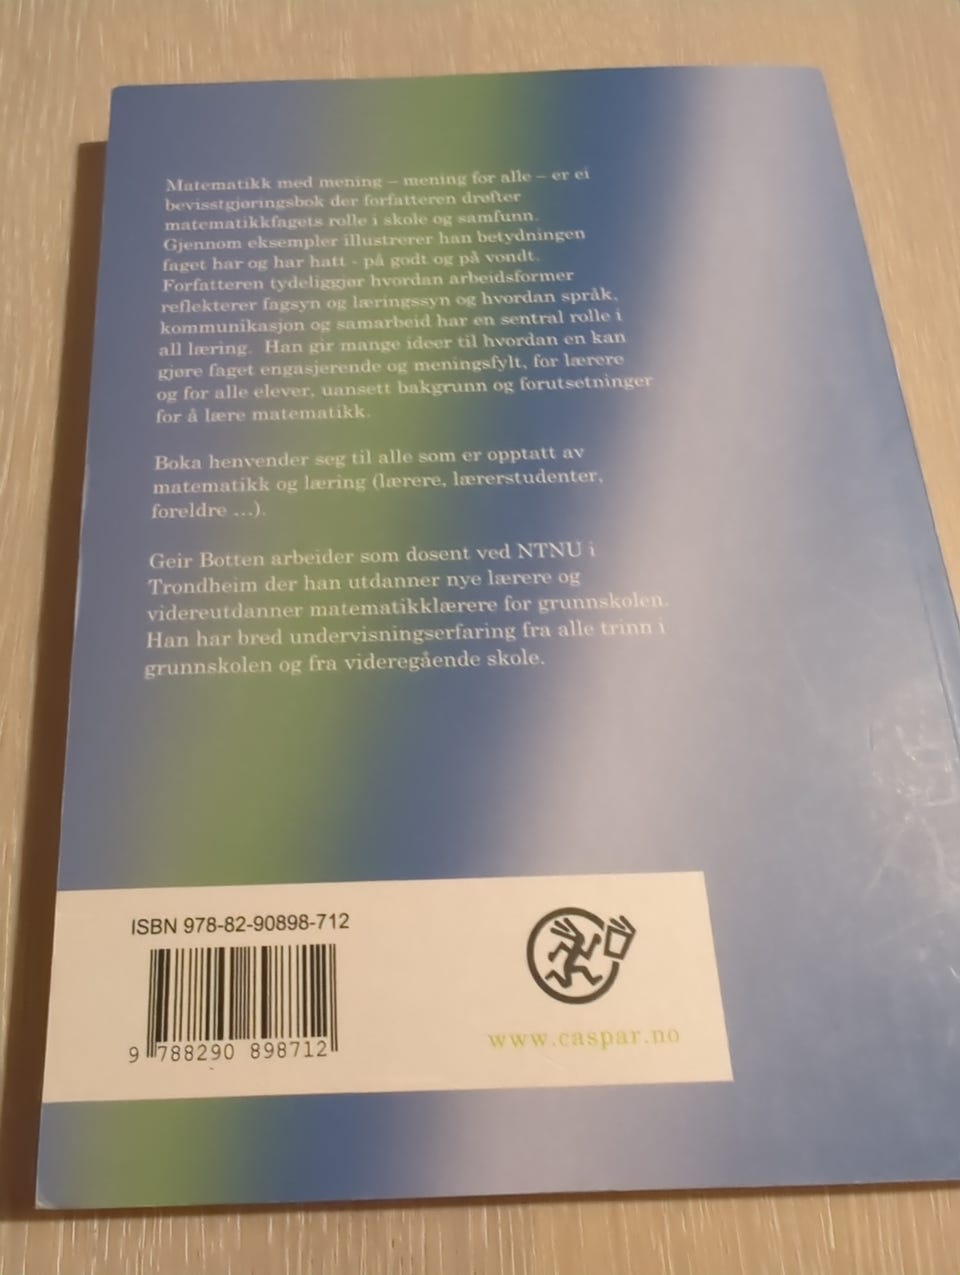 Matematikk med mening – mening for alle – er ei
bevisstgjøringsbok der forfatteren drøfter
matematikkfagets rolle i skole og samfunn.
Gjennom eksempler illustrerer han betydningen
faget har og har hatt - på godt og på vondt.
Forfatteren tydeliggjør hvordan arbeidsformer
reflekterer fagsyn og læringssyn og hvordan språk,
kommunikasjon og samarbeid har en sentral rolle i
all læring. Han gir mange ideer til hvordan en kan
gjøre faget engasjerende og meningsfylt, for lærere
og for alle elever, uansett bakgrunn og forutsetninger
for å lære matematikk.
Boka henvender seg til alle som er opptatt av
matematikk og læring (lærere, lærerstudenter,
foreldre ...).
Geir Botten arbeider som dosent ved NTNU i
Trondheim der han utdanner nye lærere og
videreutdanner matematikklærere for grunnskolen.
Han har bred undervisningserfaring fra alle trinn i
grunnskolen og fra videregående skole.
ISBN 978-82-90898-712
9 788290 898712
www.caspar.no